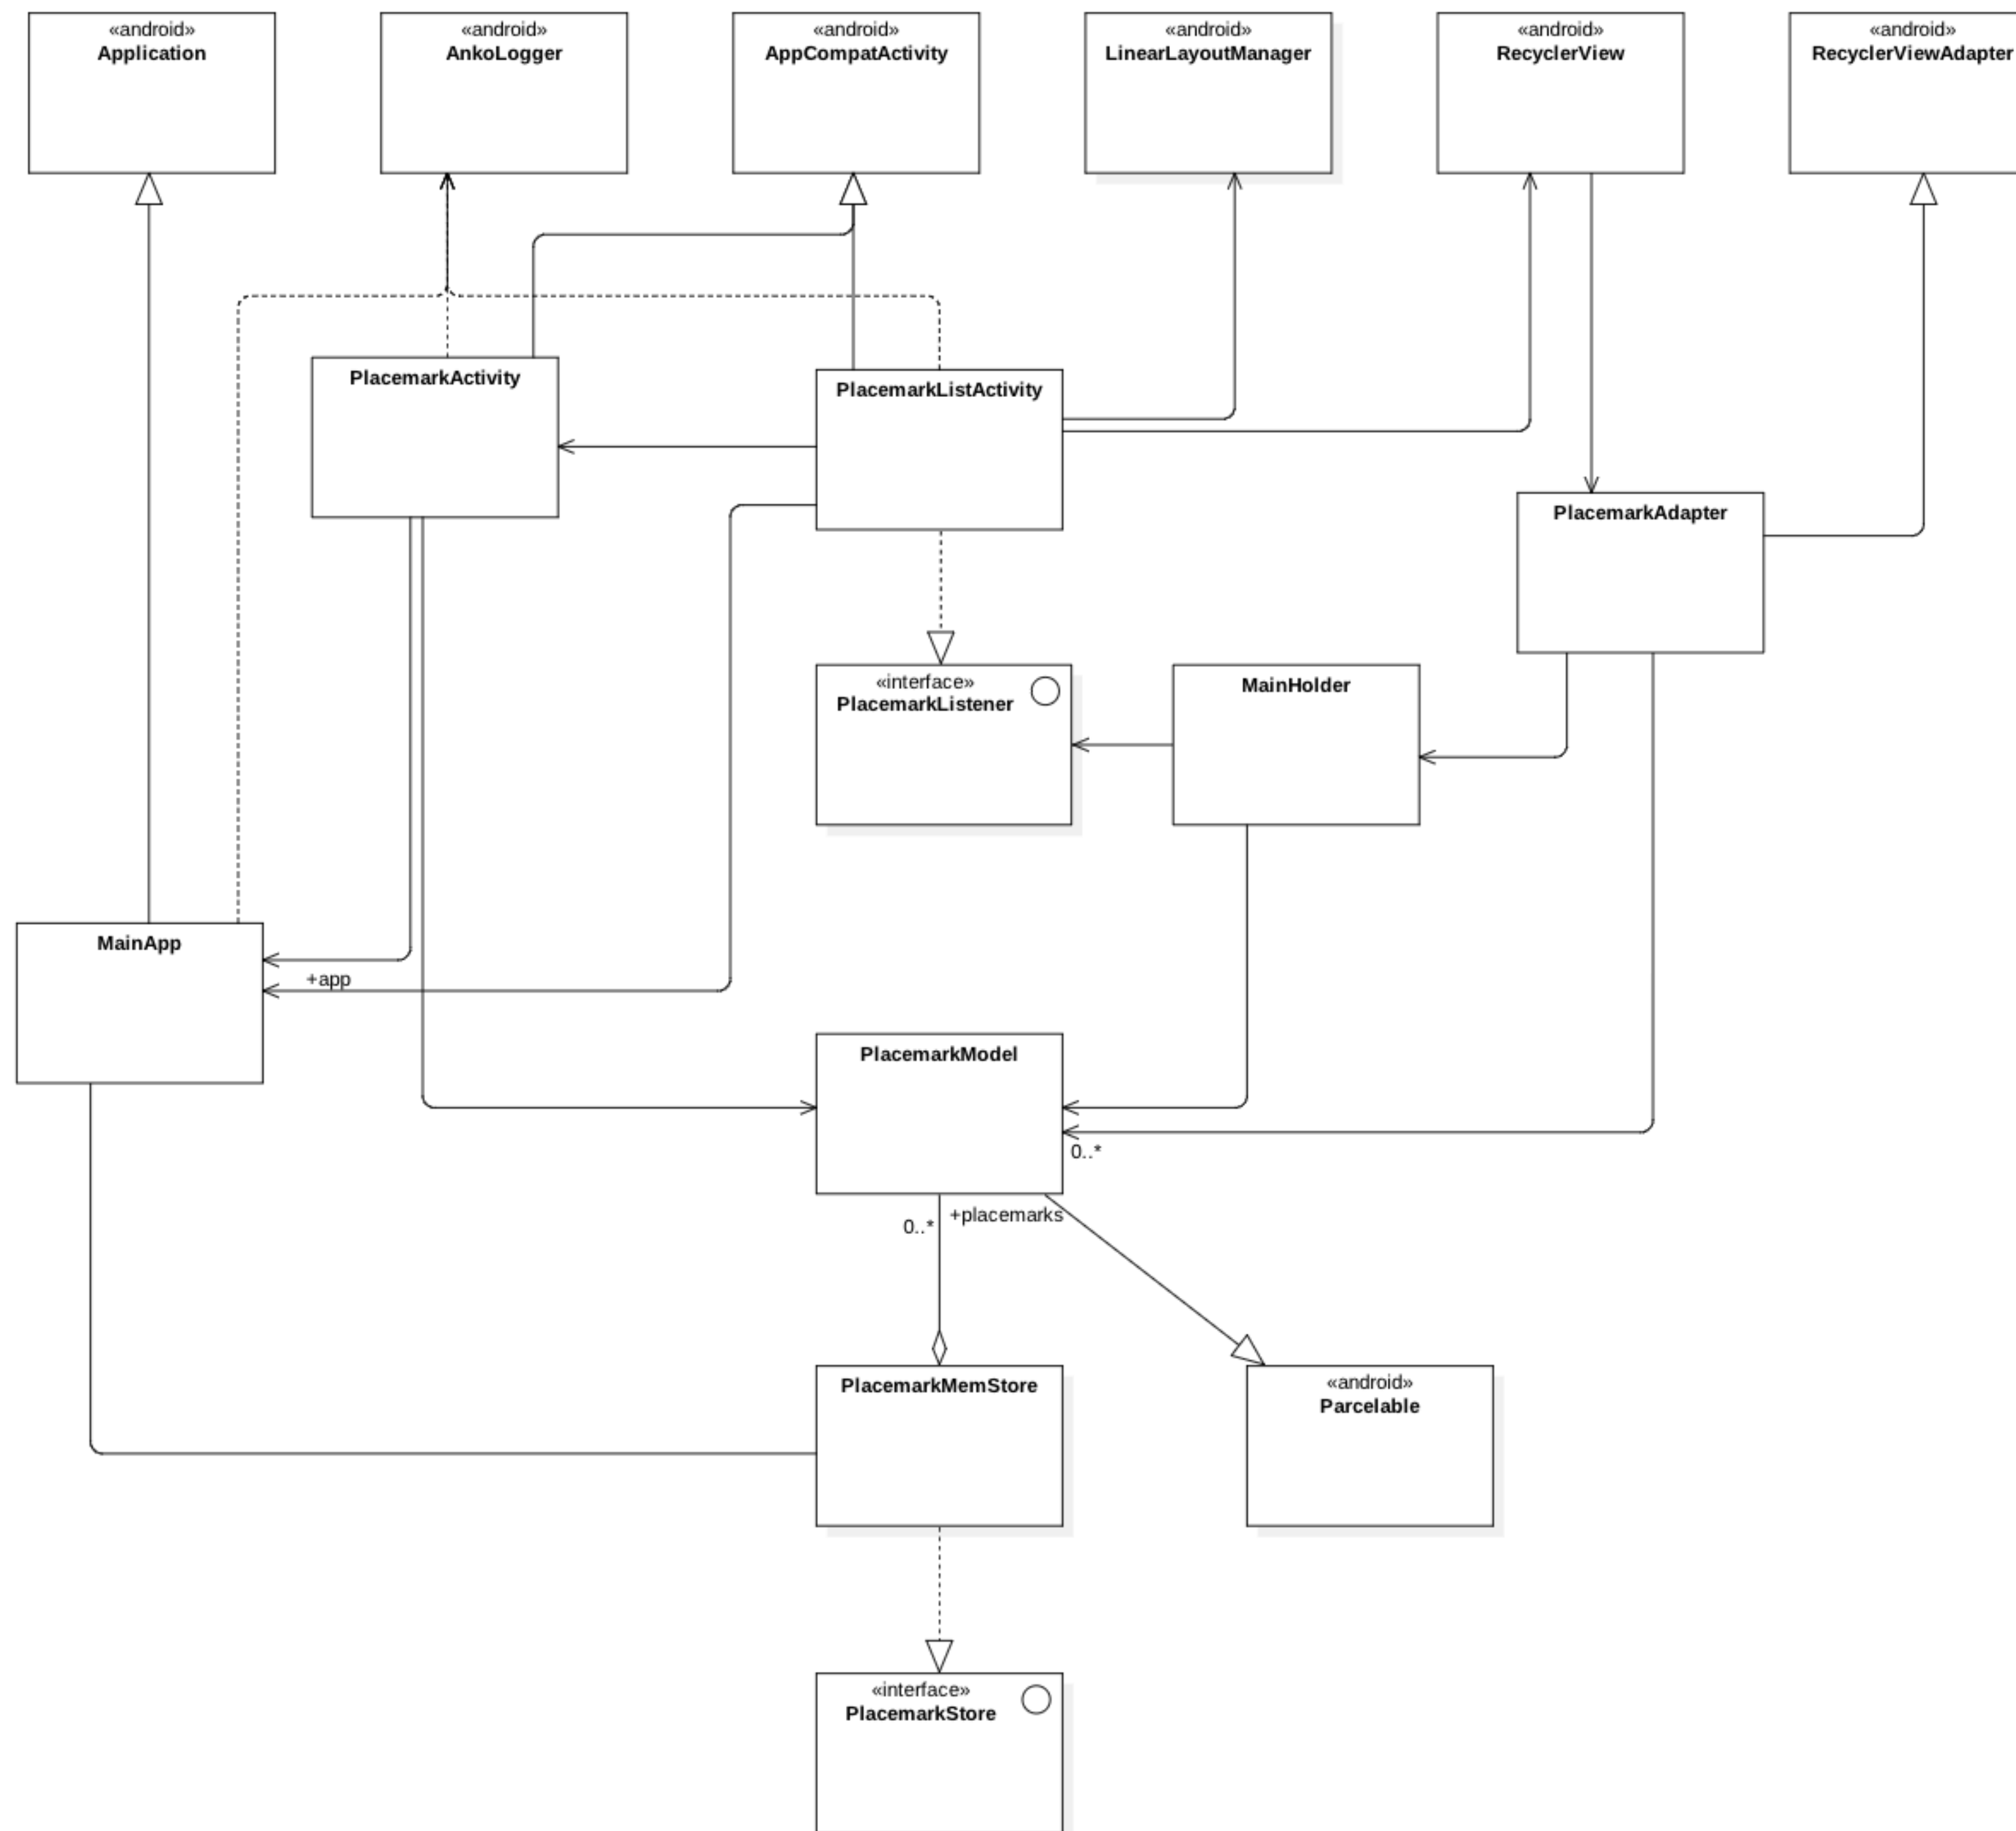 «android»
Application
«android»
AnkoLogger
«android»
AppCompatActivity
«android»
LinearLayoutManager
«android»
RecyclerView
«android»
RecyclerViewAdapter
PlacemarkActivity
PlacemarkListActivity
PlacemarkAdapter
«interface»
PlacemarkListener
MainHolder
MainApp
+app
PlacemarkModel
0..*
0..*
+placemarks
PlacemarkMemStore
«android»
Parcelable
«interface»
PlacemarkStore